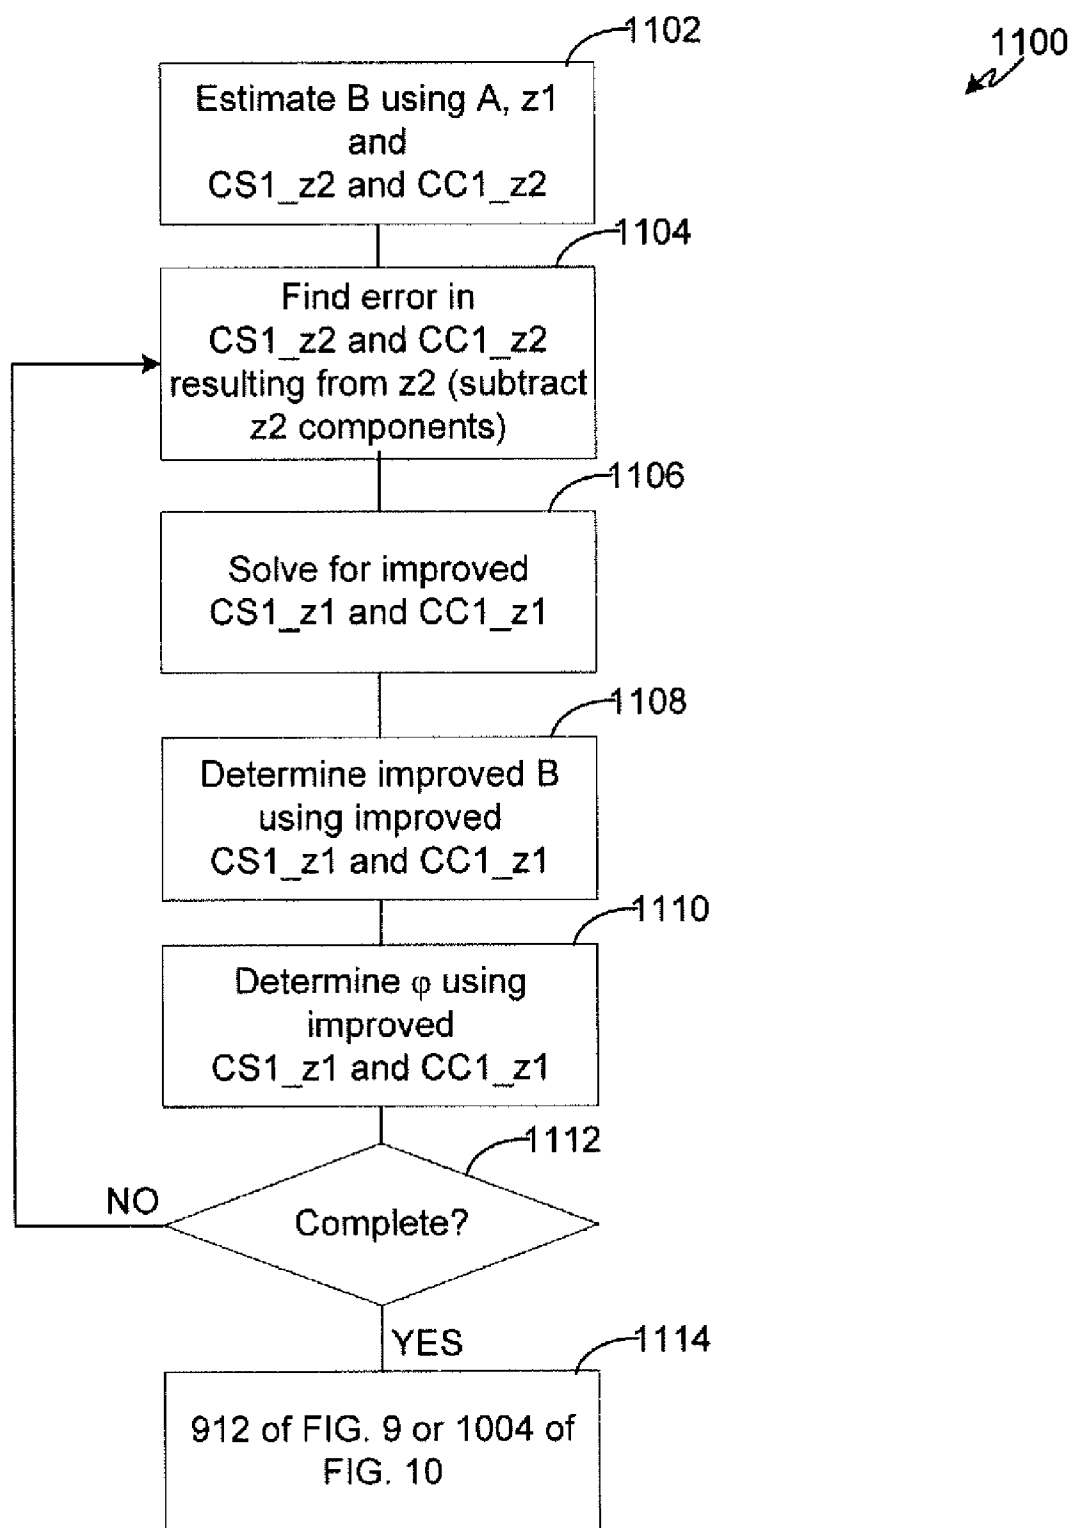 1102
1100
Estimate B using A, z1
and
CS1_z2 and CC1_z2
1104
Find error in
CS1_z2 and CC1_z2
resulting from z2 (subtract
z2 components)
1106
Solve for improved
CS1_z1 and CC1_z1
1108
Determine improved B
using improved
CS1_z1 and CC1_z1
1110
Determine φ using
improved
CS1_z1 and CC1_z1
1112
NO
Complete?
YES
1114
912 of FIG. 9 or 1004 of
FIG. 10